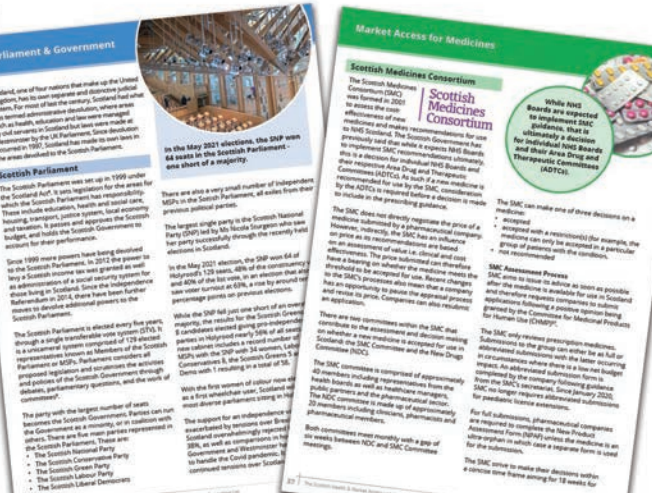 rliament & Government
land, one of four nations that make up the United
gdom, has its own separate and distinctive judicial
em. For most of last the century, Scotland had what
s termed administrative devolution, where areas
ch as health, education and law were managed
civil servants in Scotland but laws were made at
minster by the UK Parliament. Since devolution
urned in 1997, Scotland has made its own laws in
the areas devolved to the Scottish Parliament.
Scottish Parliament
The Scottish Parliament was set up in 1999 under
the Scotland Act. It sets legislation for the areas for
which the Scottish Parliament has responsibility.
These include education, health and social care,
housing, transport, justice system, local economy
and taxation. It passes and approves the Scottish
budget, and holds the Scottish Government to
account for their performance.
Since 1999 more powers have been devolved
to the Scottish Parliament. In 2012 the power to
levy a Scottish income tax was granted as well
as administration of a social security system for
those living in Scotland. Since the Independence
Referendum in 2014, there have been further
steps to devolve additional powers to the
Scottish Parliament.
The Scottish Parliament is elected every five years,
through a single transferable vote system (STV). It
is a unicameral system comprised of 129 elected
representatives known as Members of the Scottish
Parliament or MSPs. Parliament considers all
proposed legislation and scrutinises the activities
and policies of the Scottish Government through
debates, parliamentary questions, and the work of
committees.
The party with the largest number of seats
becomes the Scottish Government. Parties can run
the Government as a minority, or in coalition with
others. There are five main parties represented in
the Scottish Parliament. These are:
• The Scottish National Party
• The Scottish Conservative Party
• The Scottish Green Party
• The Scottish Labour Party
• The Scottish Liberal Democrats
In the May 2021 elections, the SNP won
64 seats in the Scottish Parliament -
one short of a majority.
There are also a very small number of independent
MSPs in the Scottish Parliament, all exiles from their
previous political parties.
The largest single party is the Scottish National
Party (SNP) led by Ms Nicola Sturgeon who
her party successfully through the recently held
elections in Scotland.
In the May 2021 election, the SNP won 64 of
Holyrood's 129 seats, 48% of the constituency
and 40% of the list vote, in an election that also
saw voter turnout at 63%, a rise by around
percentage points on previous elections.
While the SNP fell just one short of an over
majority, the results for the Scottish Greens
8 candidates elected giving pro-independence
parties in Holyrood nearly 56% of all seats
new cabinet includes a record number of
MSPs with the SNP with 34 women, Labour
Conservatives 8, the Scottish Greens 5 a
Dems with 1 resulting in a total of 58.
With the first women of colour now
as a first wheelchair user, Scotland will
most diverse parliament sitting in his
The support for an independence
exacerbated by tensions over Brexit
Scotland overwhelmingly rejected
38%, as well as comparisons in h
Government and Westminster ha
to handle the Covid pandemic, h
continued tensions over Scotlan
Market Access for Medicines
Scottish Medicines Consortium
The Scottish Medicines
Consortium (SMC)
was formed in 2001
to assess the cost-
effectiveness of new
medicines and makes recommendations for use
to NHS Scotland. The Scottish Government has
previously said that while it expects NHS Boards
to implement SMC recommendations ultimately,
this is a decision for individual NHS Boards and
their respective Area Drug and Therapeutic
Committees (ADTCs). As such if a medicine is
recommended for use by the SMC, consideration
by the ADTCs is required before a decision is made
to include in the prescribing guidance.
The SMC does not directly negotiate the price of a
medicine submitted by a pharmaceutical company.
However, indirectly, the SMC has an influence
on price as its recommendations are based
on an assessment of value i.e. clinical and cost
effectiveness. The price submitted can therefore
have a bearing on whether the medicine meets the
threshold to be accepted for use. Recent changes
to the SMC's processes also mean that a company
has an opportunity to pause the appraisal process
and revise its price. Companies can also resubmit
an application.
There are two committees within the SMC that
contribute to the assessment and decision making
on whether a new medicine is accepted for use in
Scotland: the SMC Committee and the New Drugs
Committee (NDC).
The SMC committee is comprised of approximately
40 members including representatives from all
health boards as well as healthcare managers,
public partners and the pharmaceutical industry.
The NDC committee is made up of approximately
20 members including clinicians, pharmacists and
pharmaceutical members.
Both committees meet monthly with a gap of
six weeks between NDC and SMC Committee
meetings.
Scottish
Medicines
Consortium
While NHS
Boards are expected
to implement SMC
guidance, that is
ultimately a decision
for individual NHS Boards
and their Area Drug and
Therapeutic Committees
(ADTCs).
The SMC can make one of three decisions on a
medicine:
• accepted
• accepted with a restriction(s) (for example, the
medicine can only be accepted in a particular
group of patients with the condition.
• not recommended
SMC Assessment Process
SMC aims to issue its advice as soon as possible
after the medicine is available for use in Scotland
and therefore requests companies to submit
applications following a positive opinion being
granted by the Committee for Medicinal Products
for Human Use (CHMP).
The SMC only reviews prescription medicines.
Submissions to the group can either be as full or
abbreviated submissions with the latter occurring
in circumstances where there is a low net budget
impact. An abbreviated submission form is
completed by the company following guidance
from the SMC's secretariat. Since January 2020,
SMC no longer requires abbreviated submissions
for paediatric licence extensions.
For full submissions, pharmaceutical companies
are required to complete the New Product
Assessment Form (NPAF) unless the medicine is an
ultra-orphan in which case a separate form is used
for the submission.
The SMC strive to make their decisions within
a concise time frame aiming for 18 weeks for
27